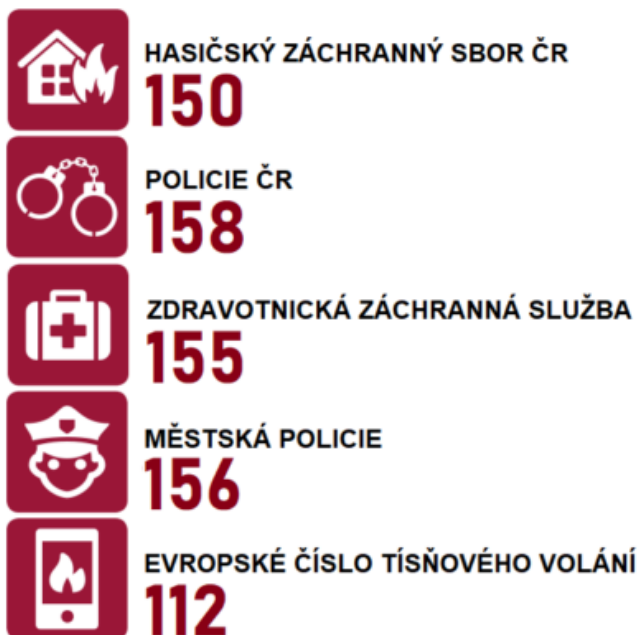 HASIČSKÝ ZÁCHRANNÝ SBOR ČR
150
POLICIE ČR
158
ZDRAVOTNICKÁ ZÁCHRANNÁ SLUŽBA
155
MĚSTSKÁ POLICIE
156
EVROPSKÉ ČÍSLO TÍSŇOVÉHO VOLÁNÍ
112